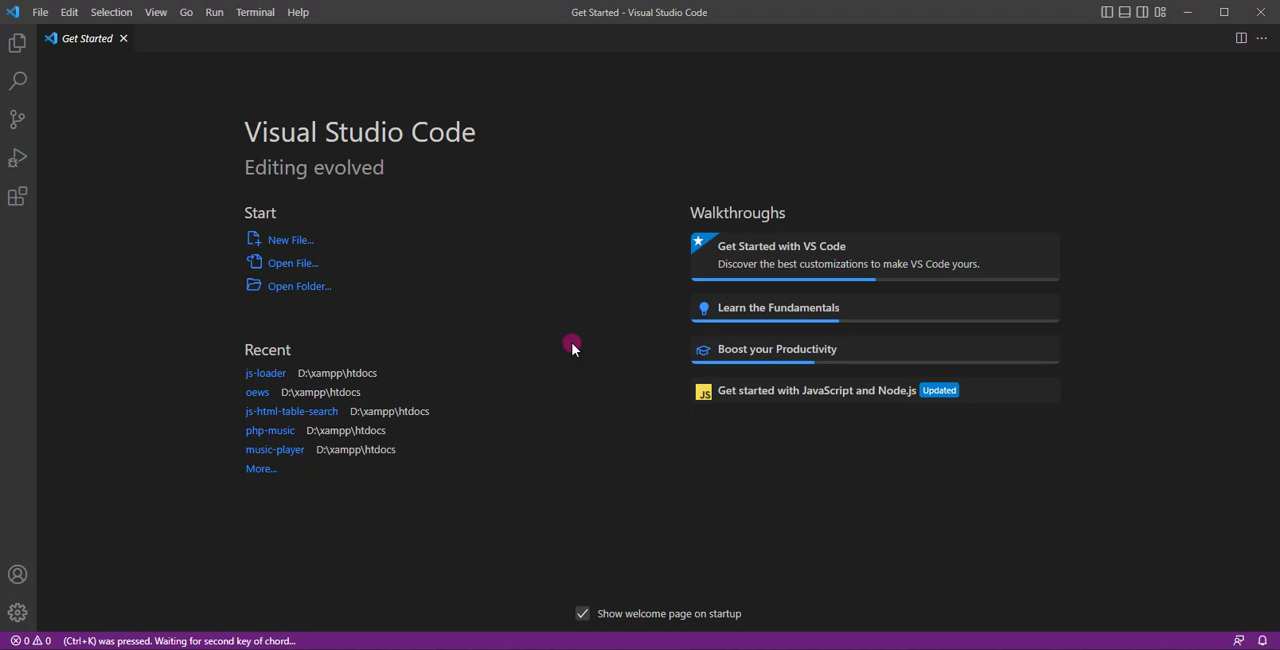 File Edit Selection View Go Run Terminal Help
Get Started - Visual Studio Code
Get Started
Visual Studio Code
Editing evolved
Start
New File...
Open File...
Open Folder...
Recent
js-loader D:\xampp\htdocs
oews D:\xampp\htdocs
js-html-table-search D:\xampp\htdocs
php-music D:\xampp\htdocs
music-player D:\xampp\htdocs
More...
Walkthroughs
Get Started with VS Code
Discover the best customizations to make VS Code yours.
Learn the Fundamentals
Boost your Productivity
JS Get started with JavaScript and Node.js Updated
Show welcome page on startup
0 0 (Ctrl+K) was pressed. Waiting for second key of chord...